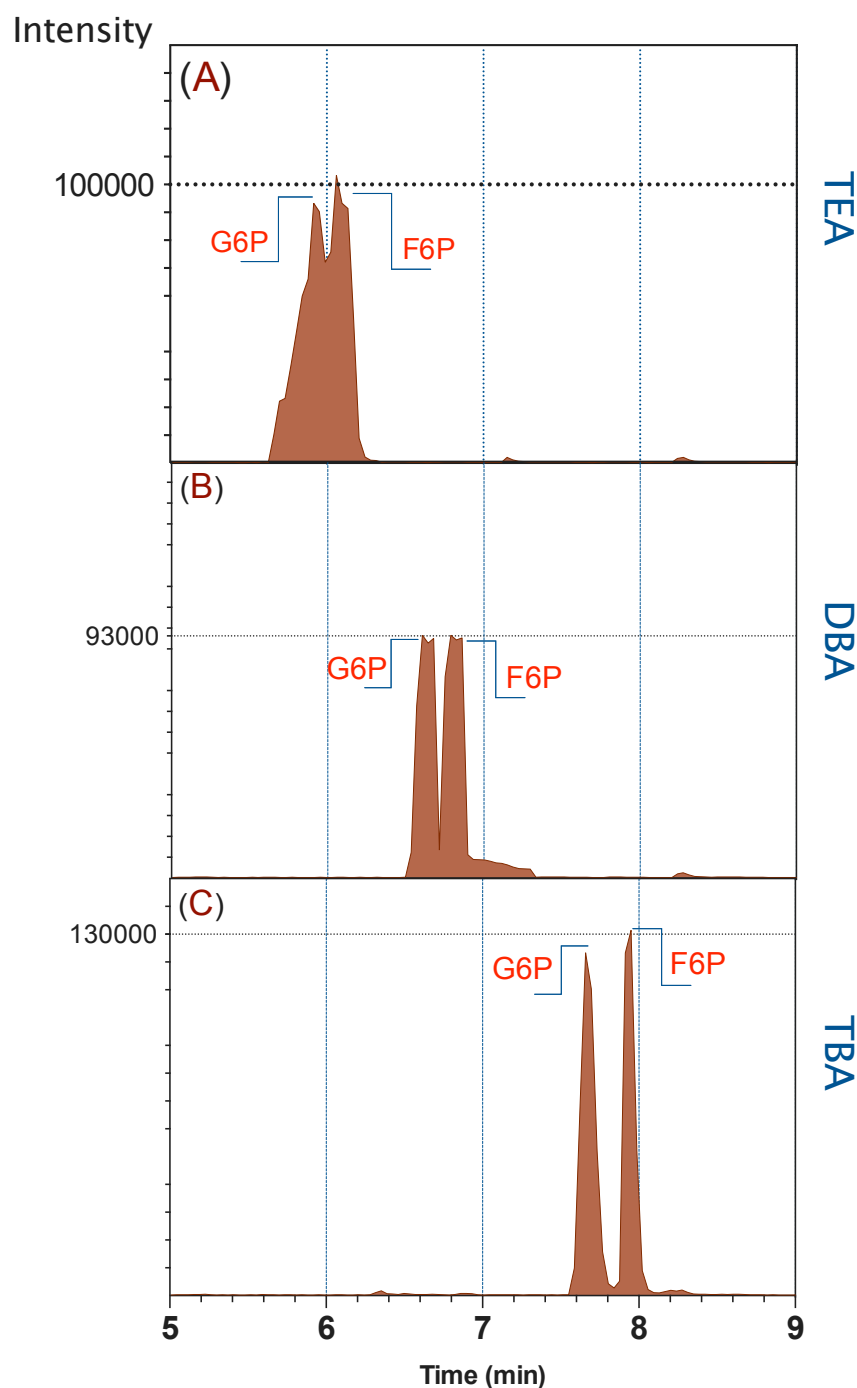 Intensity
(A)
100000
G6P
F6P
TEA
(B)
93000
G6P
F6P
DBA
(C)
130000
G6P
F6P
TBA
5 6 7 8 9
Time (min)